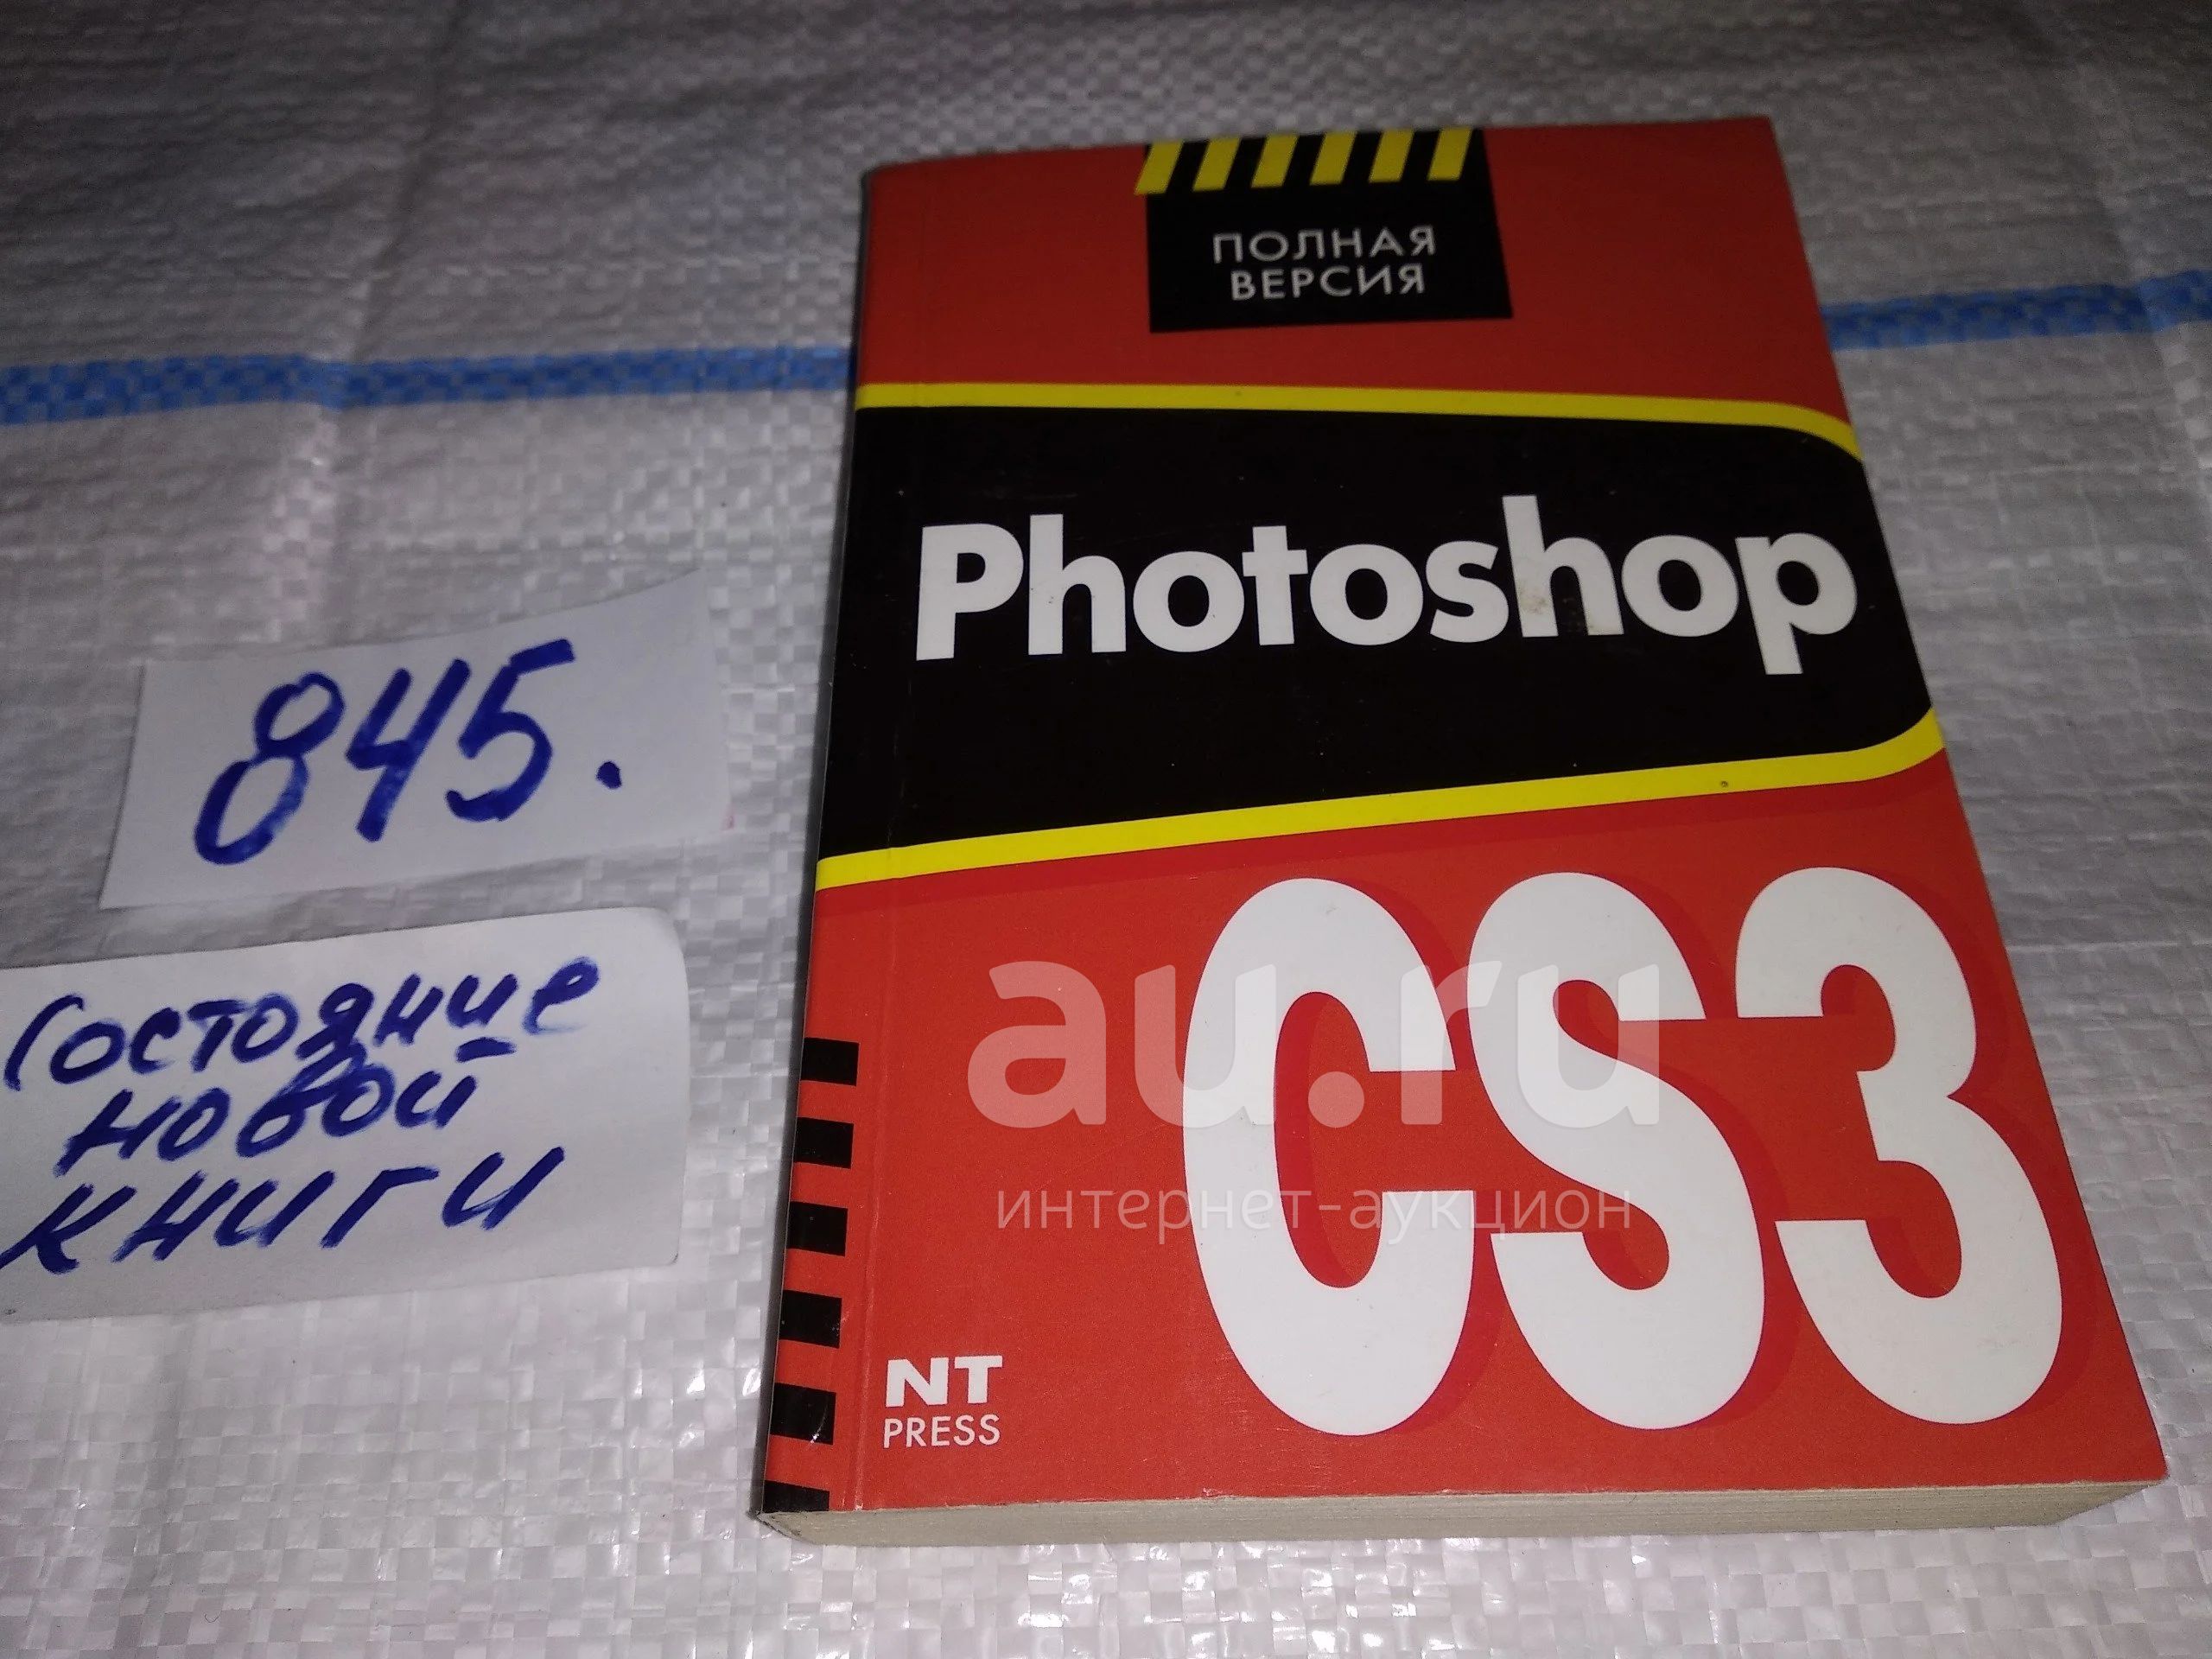 ПОЛНАЯ
ВЕРСИЯ
Photoshop
CS3
NT
PRESS
845.
Состояние
новой
книги
au.ru
интернет-аукцион